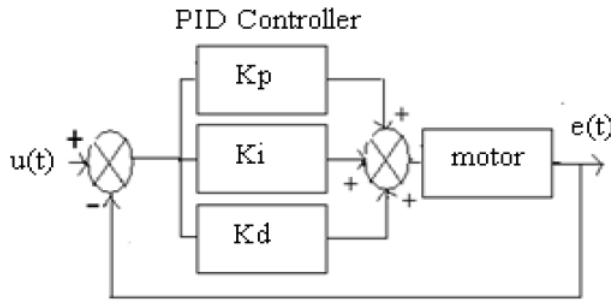 PID Controller
Kp
+
e(t)
+
u(t)
Ki
motor
+
-
+
Kd